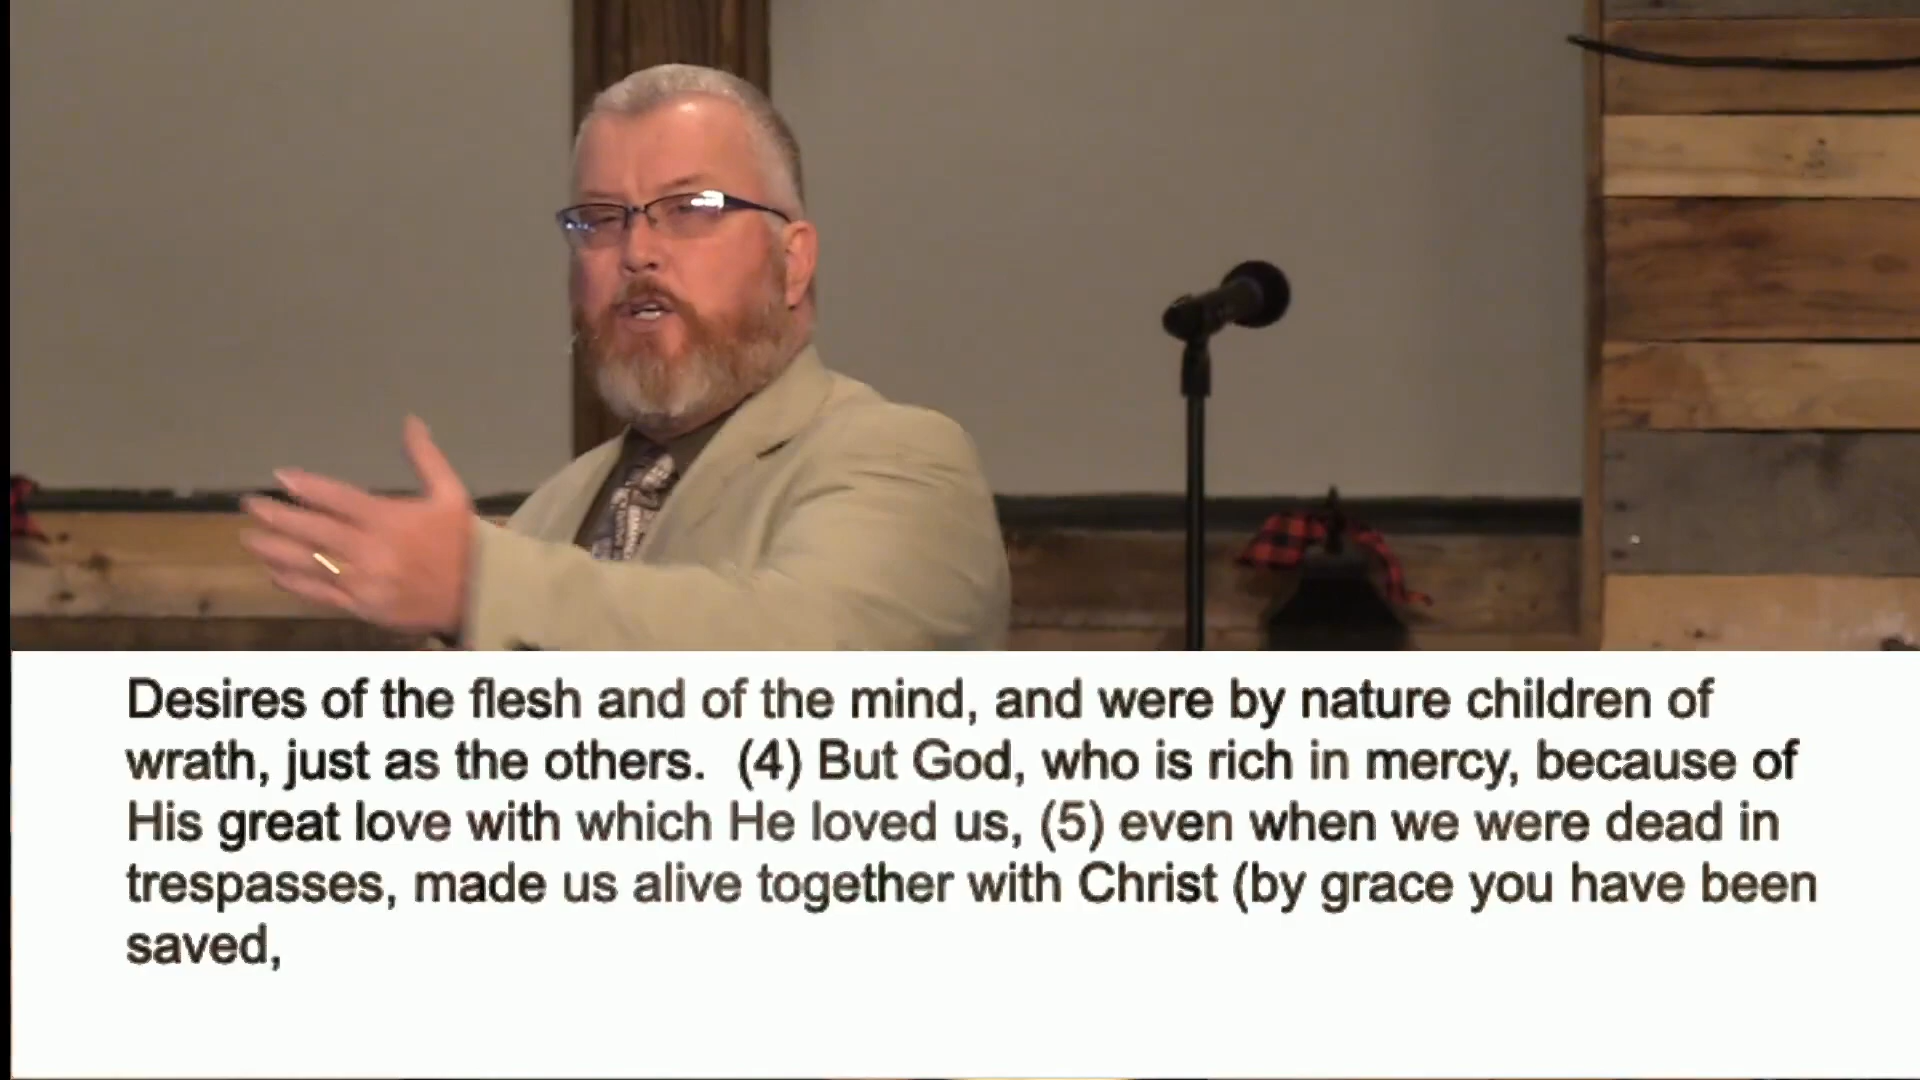 Desires of the flesh and of the mind, and were by nature children of
wrath, just as the others.  (4) But God, who is rich in mercy, because of
His great love with which He loved us, (5) even when we were dead in
trespasses, made us alive together with Christ (by grace you have been
saved,